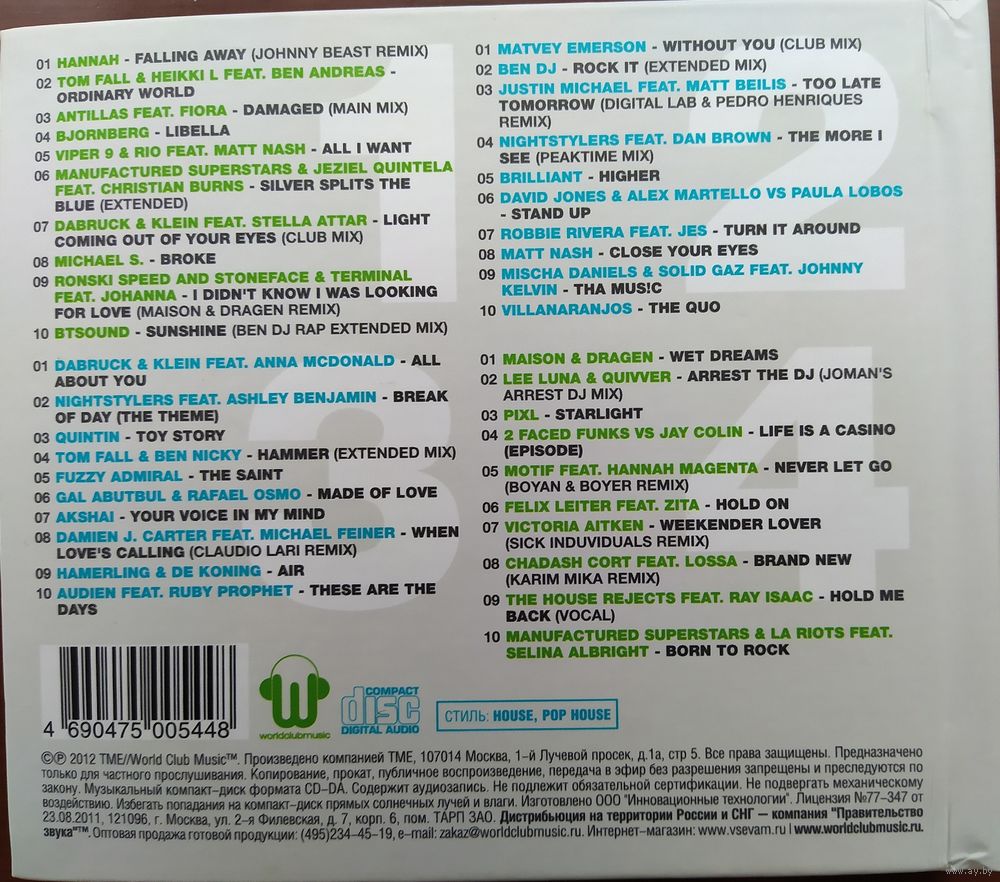 01 HANNAH - FALLING AWAY (JOHNNY BEAST REMIX)
02 TOM FALL & HEIKKI L FEAT. BEN ANDREAS -
ORDINARY WORLD
03 ANTILLAS FEAT. FIORA - DAMAGED (MAIN MIX)
04 BJORNBERG - LIBELLA
05 VIPER 9 & RIO FEAT. MATT NASH - ALL I WANT
06 MANUFACTURED SUPERSTARS & JEZIEL QUINTELA
FEAT. CHRISTIAN BURNS - SILVER SPLITS THE
BLUE (EXTENDED)
07 DABRUCK & KLEIN FEAT. STELLA ATTAR - LIGHT
COMING OUT OF YOUR EYES (CLUB MIX)
08 MICHAEL S. - BROKE
09 RONSKI SPEED AND STONEFACE & TERMINAL
FEAT. JOHANNA - I DIDN'T KNOW I WAS LOOKING
FOR LOVE (MAISON & DRAGEN REMIX)
10 BTSOUND - SUNSHINE (BEN DJ RAP EXTENDED MIX)
1
01 MATVEY EMERSON - WITHOUT YOU (CLUB MIX)
02 BEN DJ - ROCK IT (EXTENDED MIX)
03 JUSTIN MICHAEL FEAT. MATT BEILIS - TOO LATE
TOMORROW (DIGITAL LAB & PEDRO HENRIQUES
REMIX)
04 NIGHTSTYLERS FEAT. DAN BROWN - THE MORE I
SEE (PEAKTIME MIX)
05 BRILLIANT - HIGHER
06 DAVID JONES & ALEX MARTELLO VS PAULA LOBOS
- STAND UP
07 ROBBIE RIVERA FEAT. JES - TURN IT AROUND
08 MATT NASH - CLOSE YOUR EYES
09 MISCHA DANIELS & SOLID GAZ FEAT. JOHNNY
KELVIN - THA MUS!C
10 VILLANARANJOS - THE QUO
2
01 DABRUCK & KLEIN FEAT. ANNA MCDONALD - ALL
ABOUT YOU
02 NIGHTSTYLERS FEAT. ASHLEY BENJAMIN - BREAK
OF DAY (THE THEME)
03 QUINTIN - TOY STORY
04 TOM FALL & BEN NICKY - HAMMER (EXTENDED MIX)
05 FUZZY ADMIRAL - THE SAINT
06 GAL ABUTBUL & RAFAEL OSMO - MADE OF LOVE
07 AKSHAI - YOUR VOICE IN MY MIND
08 DAMIEN J. CARTER FEAT. MICHAEL FEINER - WHEN
LOVE'S CALLING (CLAUDIO LARI REMIX)
09 HAMERLING & DE KONING - AIR
10 AUDIEN FEAT. RUBY PROPHET - THESE ARE THE
DAYS
3
01 MAISON & DRAGEN - WET DREAMS
02 LEE LUNA & QUIVVER - ARREST THE DJ (JOMAN'S
ARREST DJ MIX)
03 PIXL - STARLIGHT
04 2 FACED FUNKS VS JAY COLIN - LIFE IS A CASINO
(EPISODE)
05 MOTIF FEAT. HANNAH MAGENTA - NEVER LET GO
(BOYAN & BOYER REMIX)
06 FELIX LEITER FEAT. ZITA - HOLD ON
07 VICTORIA AITKEN - WEEKENDER LOVER
(SICK INDUVIDUALS REMIX)
08 CHADASH CORT FEAT. LOSSA - BRAND NEW
(KARIM MIKA REMIX)
09 THE HOUSE REJECTS FEAT. RAY ISAAC - HOLD ME
BACK (VOCAL)
10 MANUFACTURED SUPERSTARS & LA RIOTS FEAT.
SELINA ALBRIGHT - BORN TO ROCK
4
4 690475 005448
W
worldclubmusic
COMPACT
disc
DIGITAL AUDIO
СТИЛЬ: HOUSE, POP HOUSE
©℗ 2012 TME//World Club Music™. Произведено компанией TME, 107014 Москва, 1-й Лучевой просек, д.1а, стр 5. Все права защищены. Предназначено
только для частного прослушивания. Копирование, прокат, публичное воспроизведение, передача в эфир без разрешения запрещены и преследуются по
закону. Музыкальный компакт-диск формата CD-DA. Содержит аудиозапись. Не подлежит обязательной сертификации. Не подвергать механическому
воздействию. Избегать попадания на компакт-диск прямых солнечных лучей и влаги. Изготовлено ООО "Инновационные технологии". Лицензия №77-347 от
23.08.2011, 121096, г. Москва, ул. 2-я Филевская, д. 7, корп. 6, пом. ТАРП ЗАО. Дистрибьюция на территории России и СНГ — компания "Правительство
звука"™. Оптовая продажа готовой продукции: (495)234-45-19, e-mail: zakaz@worldclubmusic.ru. Интернет-магазин: www.vsevam.ru | www.worldclubmusic.ru.
www.ay.by